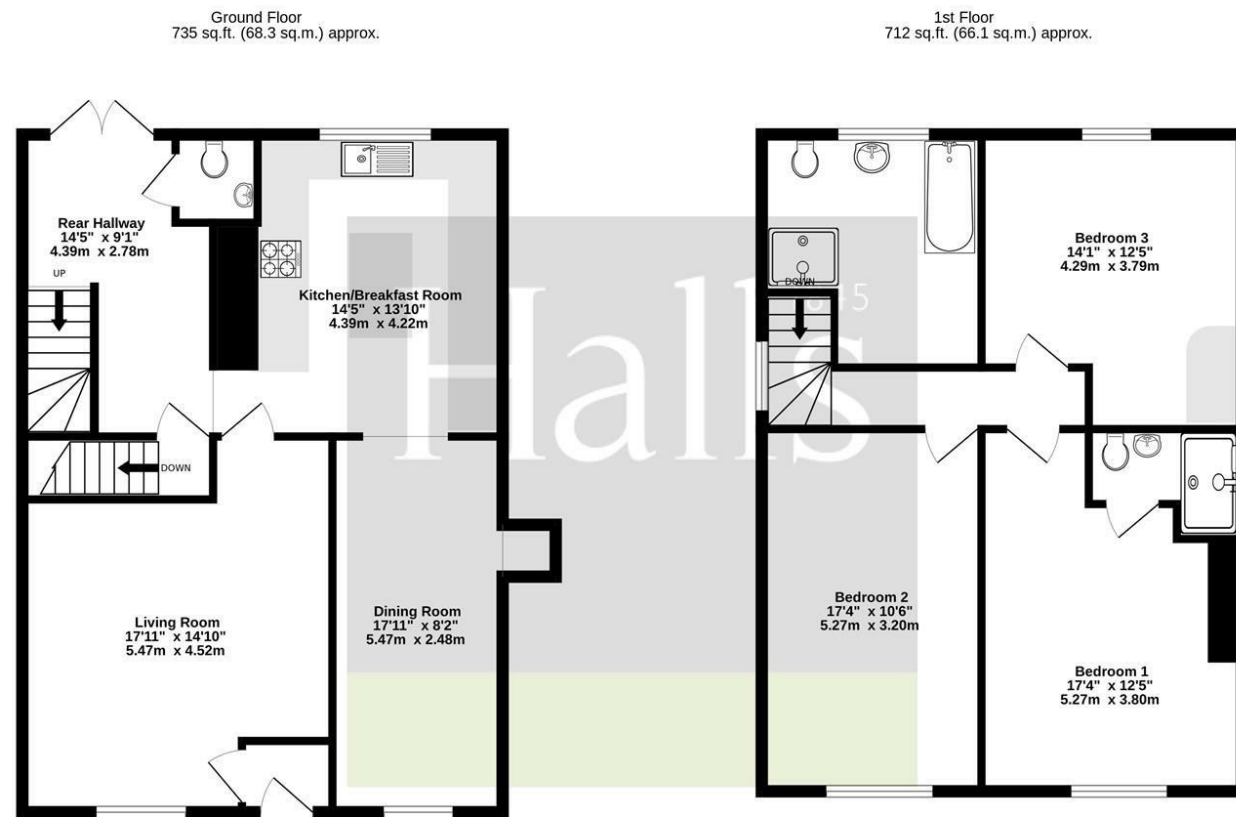 Ground Floor
735 sq.ft. (68.3 sq.m.) approx.
1st Floor
712 sq.ft. (66.1 sq.m.) approx.
Rear Hallway
14'5" x 9'1"
4.39m x 2.78m
UP
Kitchen/Breakfast Room
14'5" x 13'10"
4.39m x 4.22m
DOWN
Living Room
17'11" x 14'10"
5.47m x 4.52m
Dining Room
17'11" x 8'2"
5.47m x 2.48m
Halls
845
DOWN
Bedroom 3
14'1" x 12'5"
4.29m x 3.79m
Bedroom 2
17'4" x 10'6"
5.27m x 3.20m
Bedroom 1
17'4" x 12'5"
5.27m x 3.80m